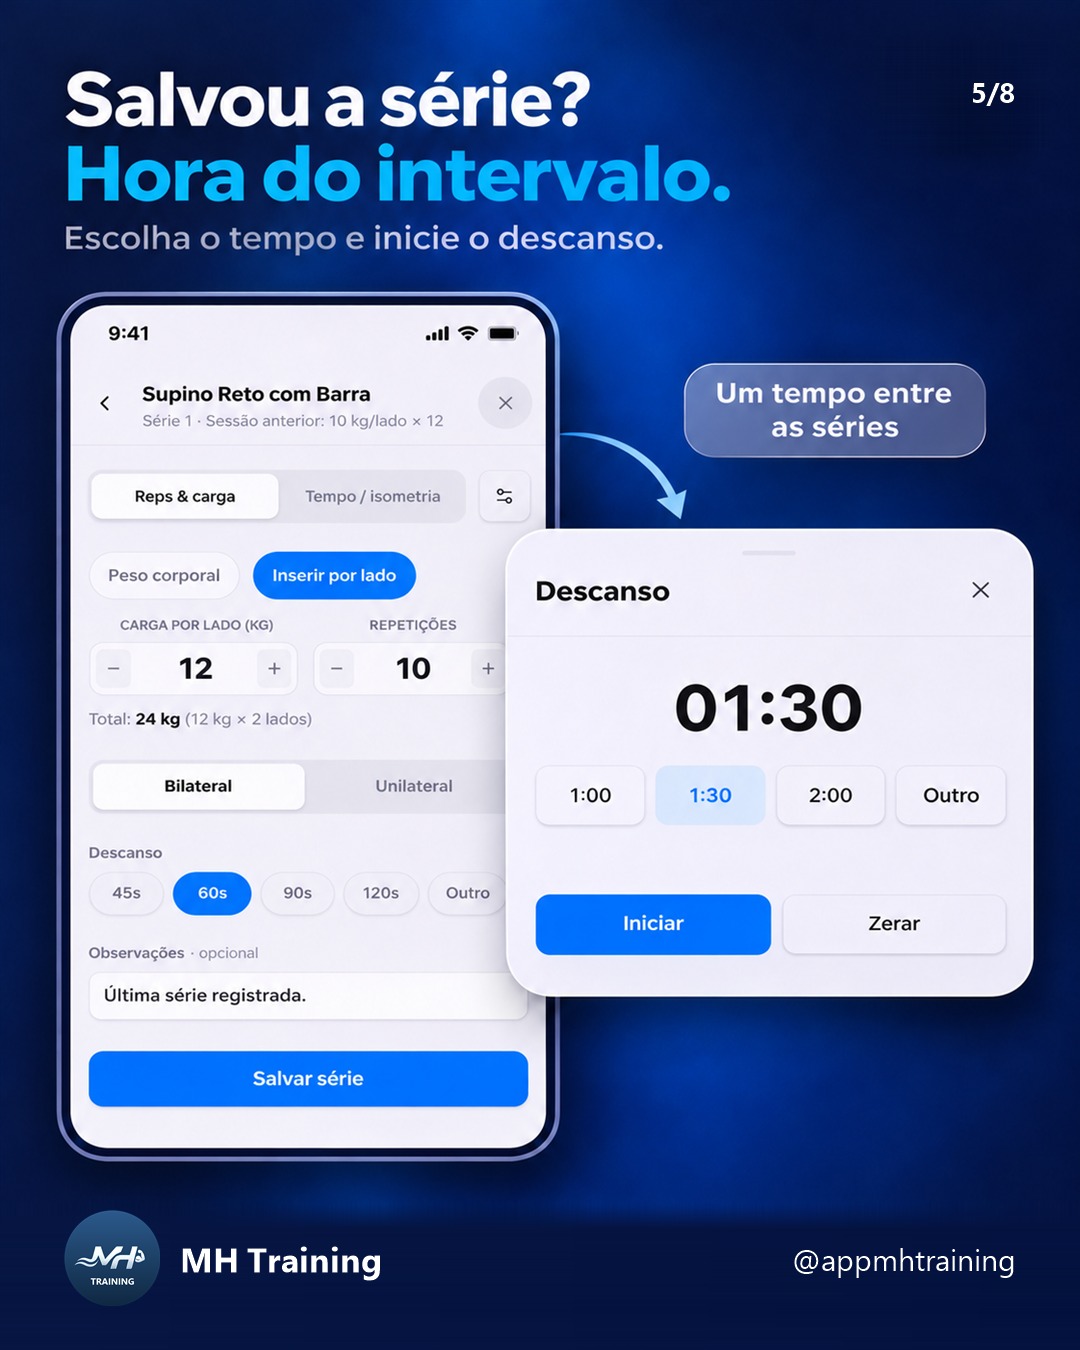 Salvou a série?
5/8
Hora do intervalo.
Escolha o tempo e inicie o descanso.
9:41
Supino Reto com Barra
Série 1 · Sessão anterior: 10 kg/lado × 12
Reps & carga
Tempo / isometria
Peso corporal
Inserir por lado
CARGA POR LADO (KG)
REPETIÇÕES
− 12 +
− 10 +
Total: 24 kg (12 kg × 2 lados)
Bilateral
Unilateral
Descanso
45s
60s
90s
120s
Outro
Observações · opcional
Última série registrada.
Salvar série
Um tempo entre
as séries
Descanso
01:30
1:00
1:30
2:00
Outro
Iniciar
Zerar
MH
TRAINING
MH Training
@appmhtraining